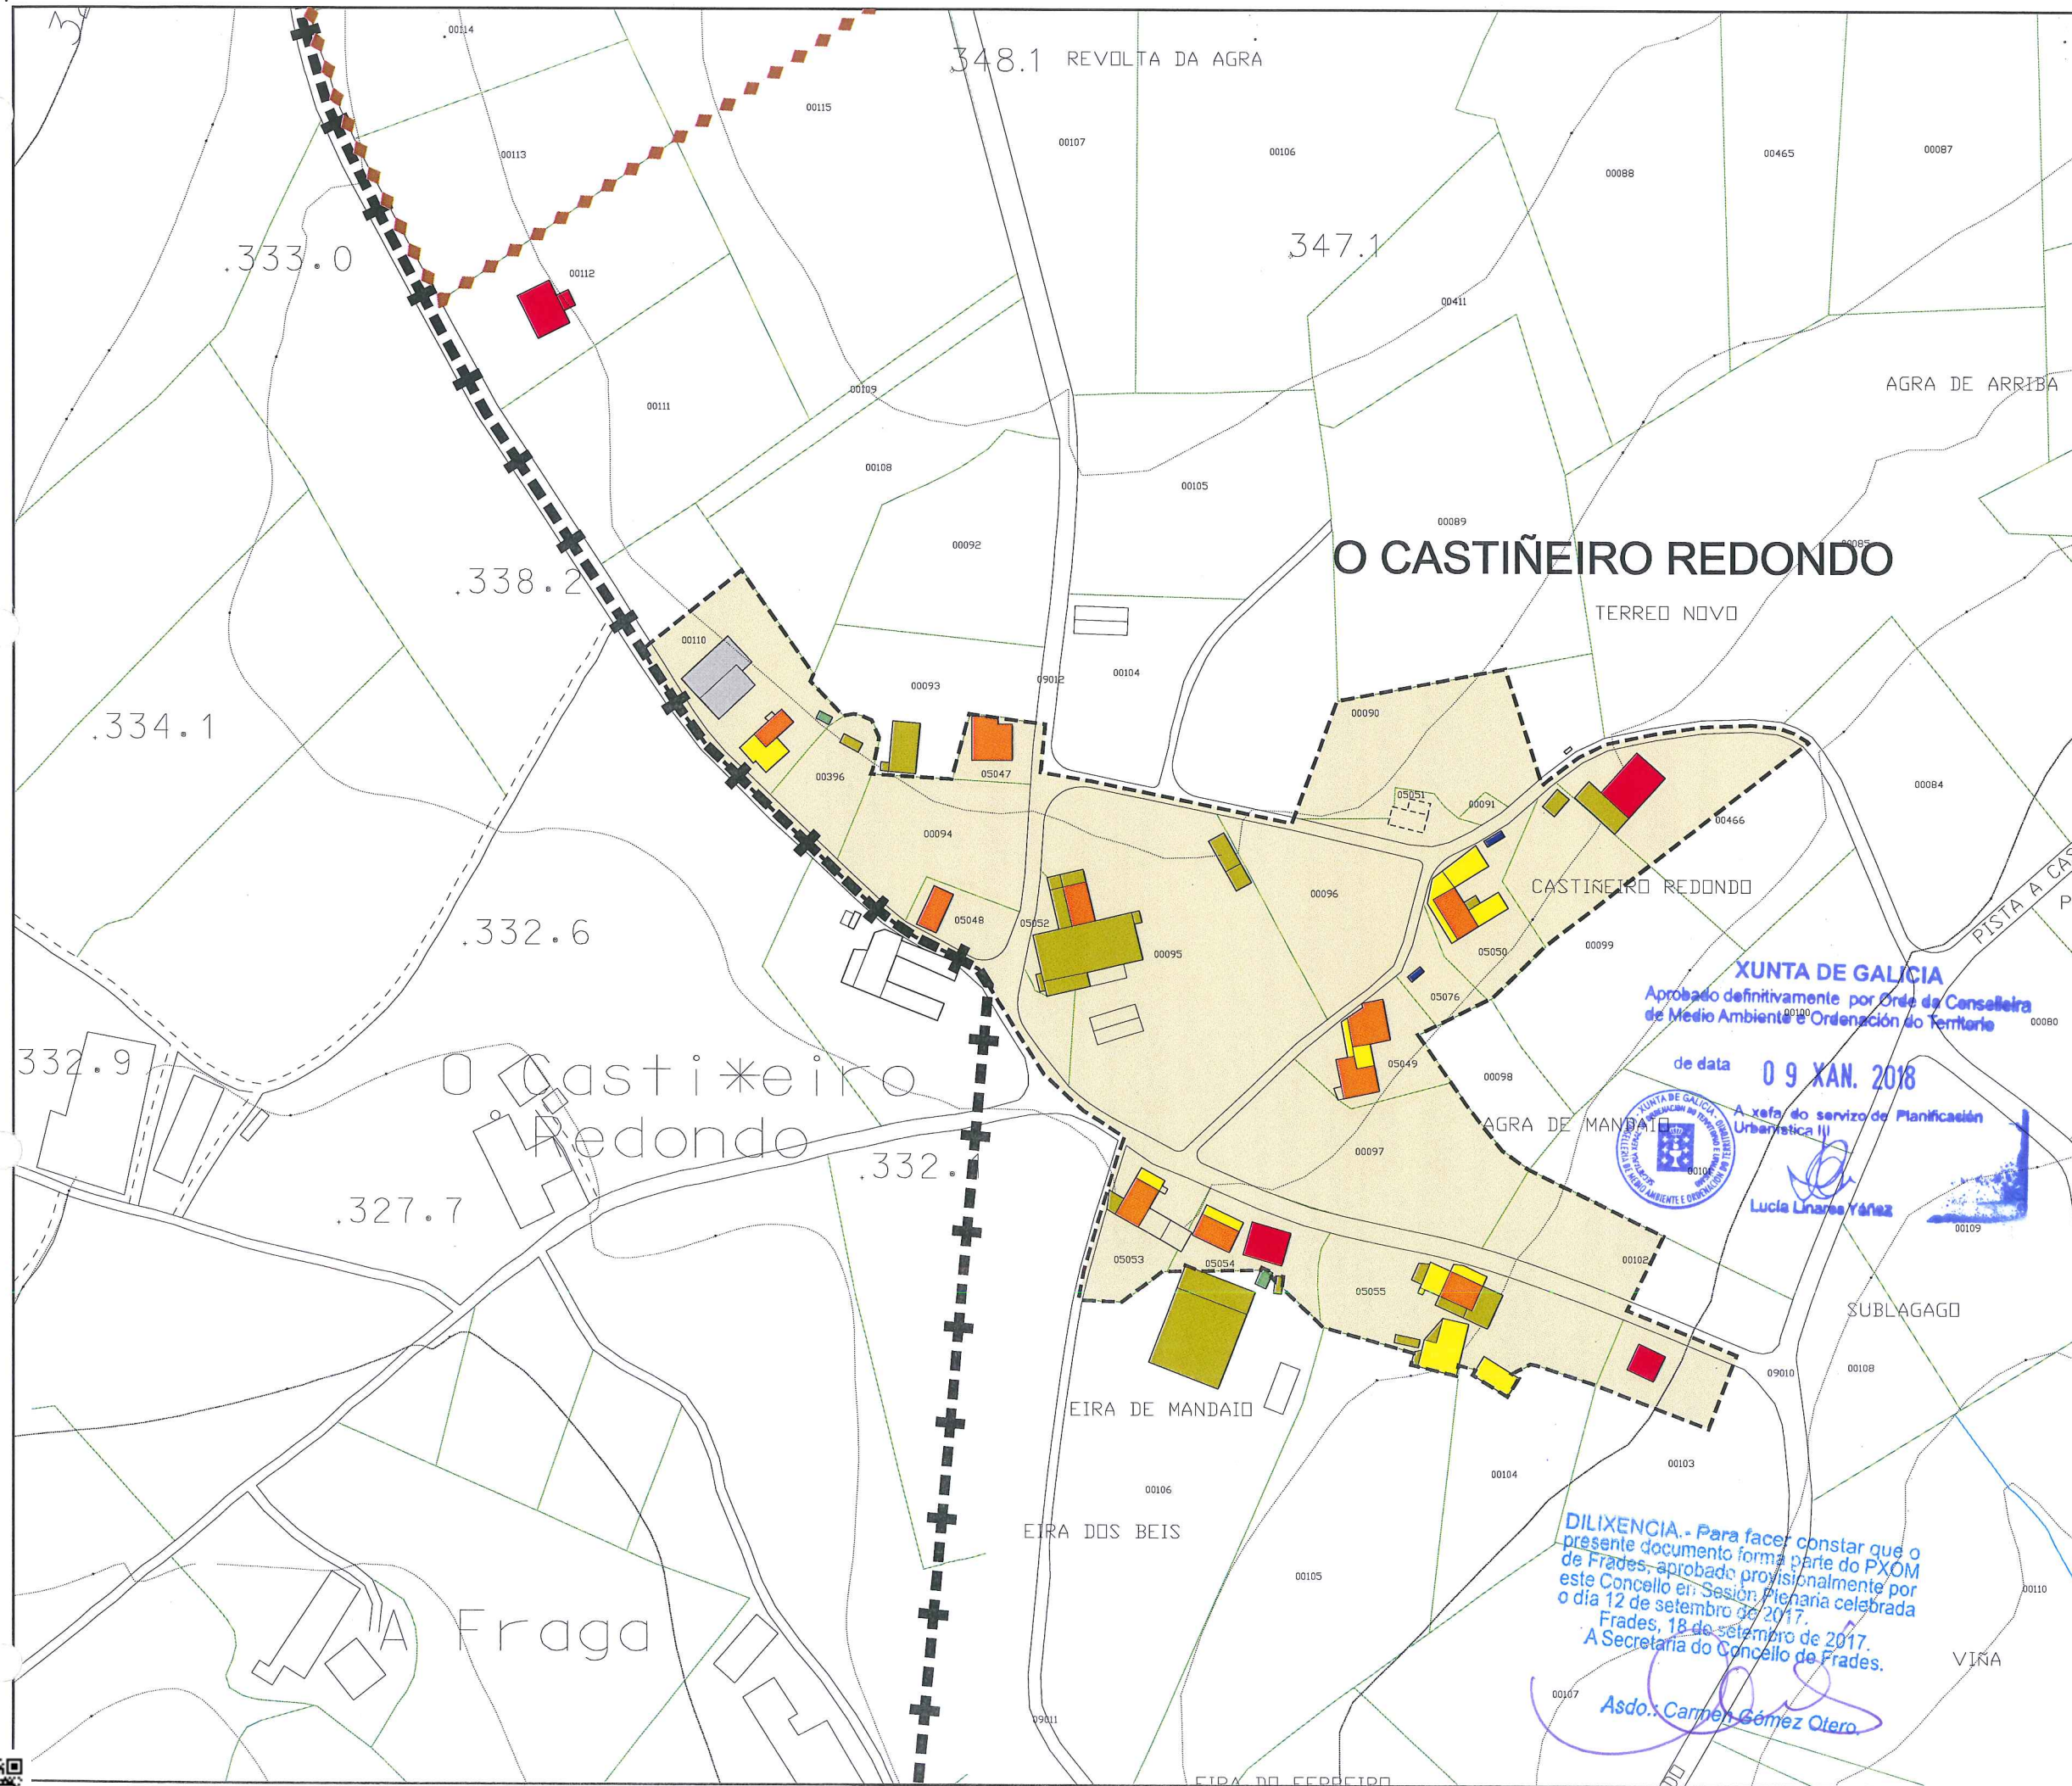 00114
348.1 REVOLTA DA AGRA
00115
00107
00106
00113
00088
00465
00087
.333.0
347.1
00112
00411
AGRA DE ARRIBA
00109
00111
00108
00105
00092
00089
O CASTIÑEIRO REDONDO
00085
.338.2
TERREO NOVO
00110
00093
09012
00104
00090
.334.1
05047
00396
05051
00091
00084
00466
00094
CASTIÑEIRO REDONDO
00096
PISTA A
05048
05052
.332.6
00095
05050
00099
05076
XUNTA DE GALICIA
Aprobado definitivamente por Orde da Conselleira
de Medio Ambiente e Ordenación do Territorio
00100
00080
332.9
O Casti*eiro
Redondo
05049
00098
de data 09 XAN. 2018
A xefa do servizo de Planificación
Urbanística III
AGRA DE MANDAIO
00097
.332.
.327.7
Lucía Linares Yáñez
00109
05053
05054
00102
05055
SUBLAGAGO
09010
00108
EIRA DE MANDAIO
00103
00104
00106
EIRA DOS BEIS
00105
DILIXENCIA.- Para facer constar que o
presente documento forma parte do PXOM
de Frades, aprobado provisionalmente por
este Concello en Sesión Plenaria celebrada
o día 12 de setembro de 2017.
Frades, 18 de setembro de 2017.
A Secretaria do Concello de Frades.
00110
A Fraga
VIÑA
00107
Asdo.: Carmen Gómez Otero.
09011
EIRA DO FERREIRO